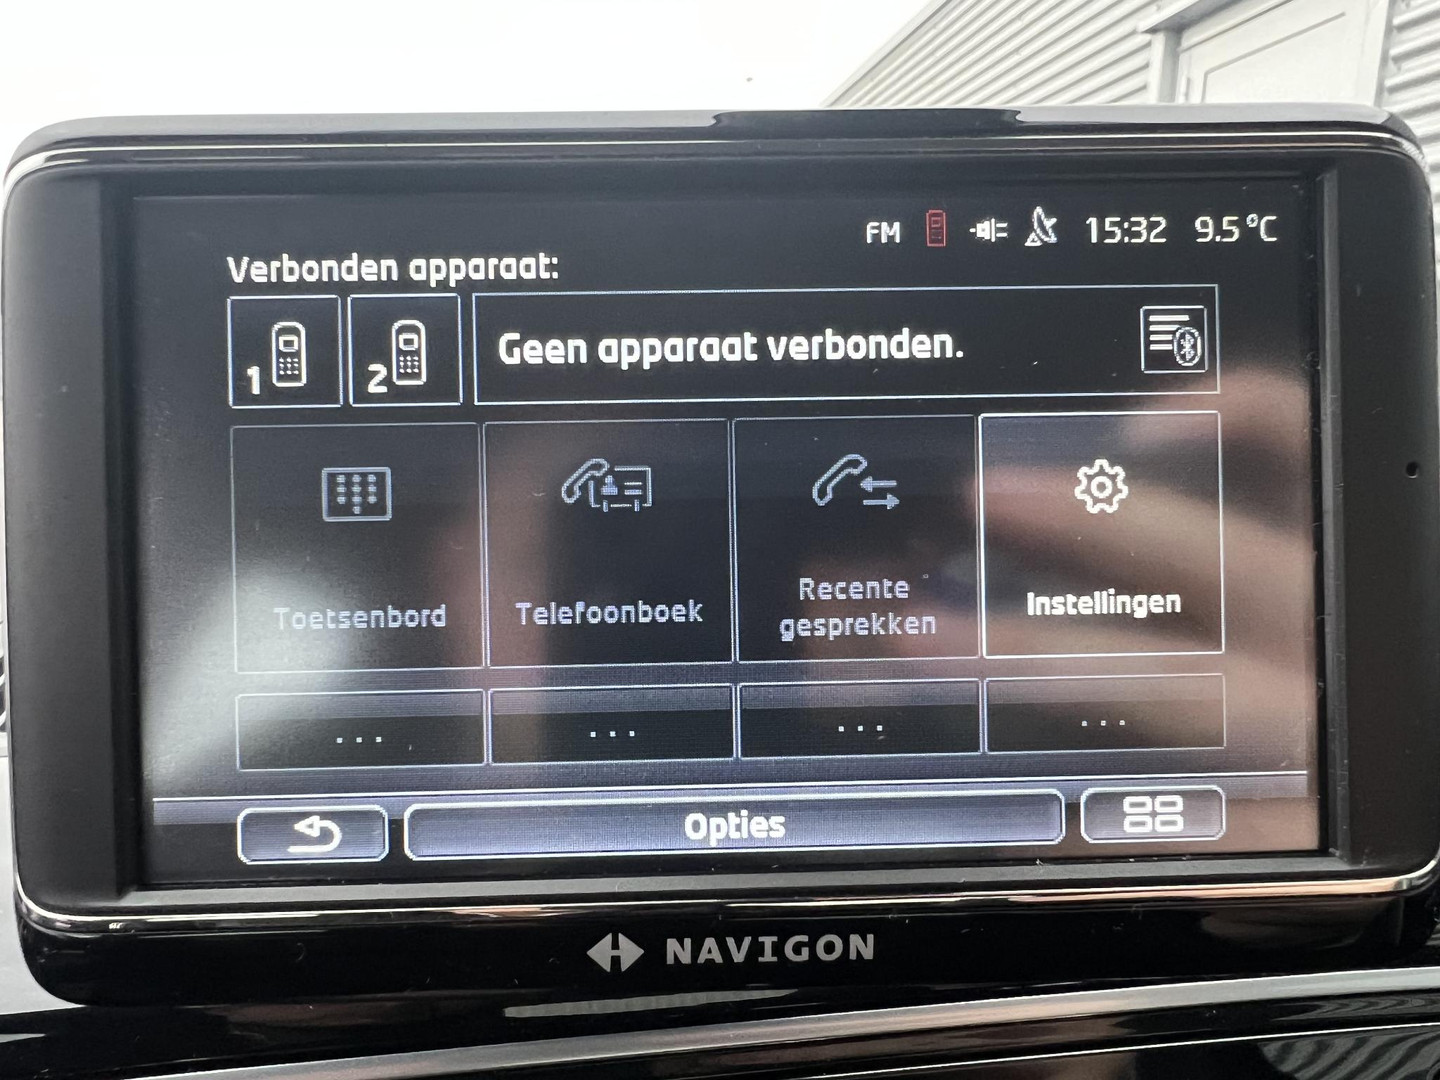 FM 15:32 9.5°C
Verbonden apparaat:
1 2 Geen apparaat verbonden.
Toetsenbord
Telefoonboek
Recente
gesprekken
Instellingen
... ... ... ...
Opties
NAVIGON